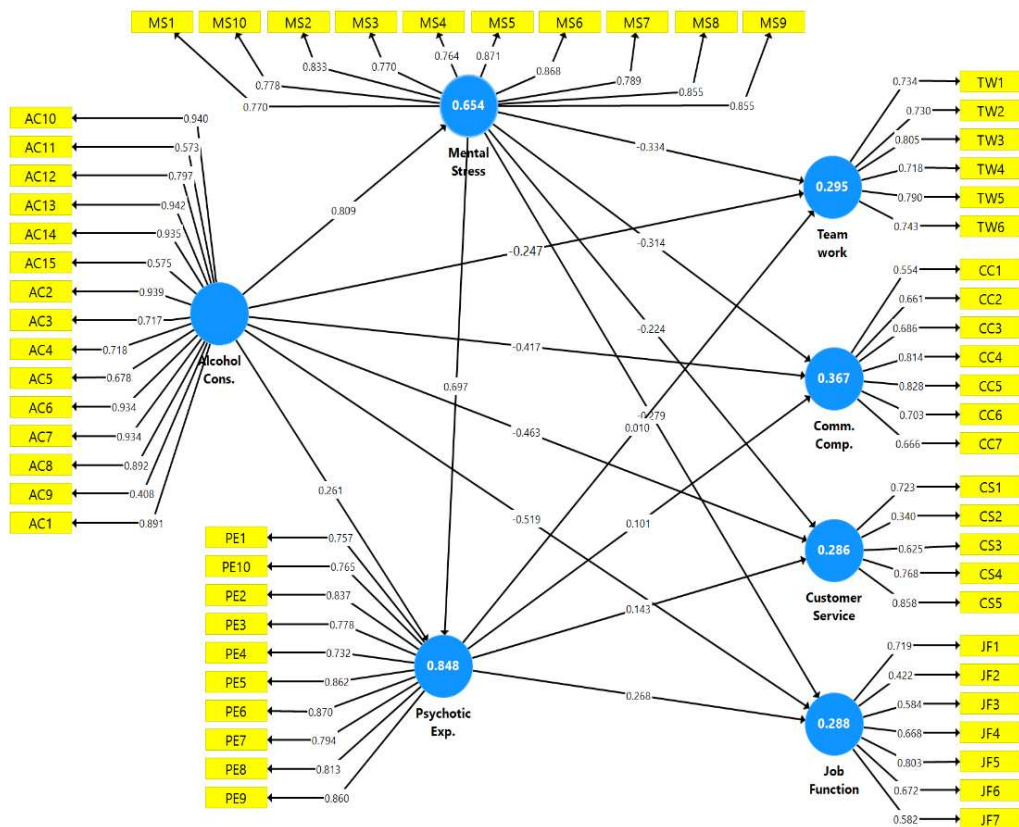 MS1 MS10 MS2 MS3 MS4 MS5 MS6 MS7 MS8 MS9
0.770 0.778 0.833 0.770 0.764 0.871 0.868 0.789 0.855 0.855
0.654
Mental
Stress
AC10 0.940
AC11 0.573
AC12 0.797
AC13 0.942
AC14 0.935
AC15 0.575
AC2 0.939
AC3 0.717
AC4 0.718
AC5 0.678
AC6 0.934
AC7 0.934
AC8 0.892
AC9 0.408
AC1 0.891
Alcohol
Cons.
0.809
-0.334
-0.247
-0.314
-0.224
-0.417
0.697
-0.279
0.010
-0.463
0.261
-0.519
0.101
0.143
0.268
0.734 TW1
0.730 TW2
0.805 TW3
0.718 TW4
0.790 TW5
0.743 TW6
0.295
Team
work
0.554 CC1
0.661 CC2
0.686 CC3
0.814 CC4
0.828 CC5
0.703 CC6
0.666 CC7
0.367
Comm.
Comp.
0.723 CS1
0.340 CS2
0.625 CS3
0.768 CS4
0.858 CS5
0.286
Customer
Service
PE1 0.757
PE10 0.765
PE2 0.837
PE3 0.778
PE4 0.732
PE5 0.862
PE6 0.870
PE7 0.794
PE8 0.813
PE9 0.860
0.848
Psychotic
Exp.
0.719 JF1
0.422 JF2
0.584 JF3
0.668 JF4
0.803 JF5
0.672 JF6
0.582 JF7
0.288
Job
Function